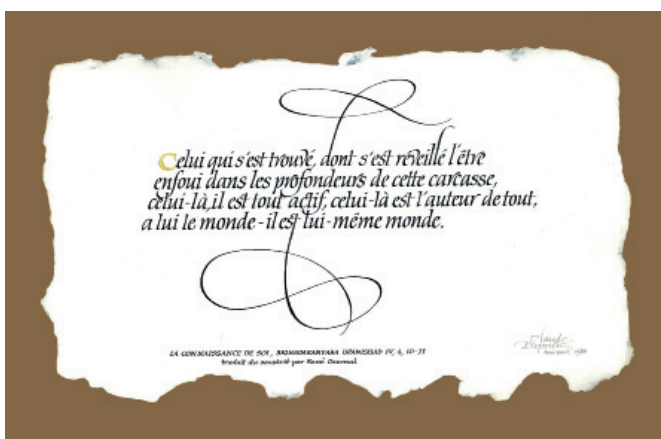 Celui qui s'est trouvé, dont s'est réveillé l'être
enfoui dans les profondeurs de cette carcasse,
celui-là, il est tout actif, celui-là est l'auteur de tout,
a lui le monde - il est lui-même monde.
LA CONNAISSANCE DE SOI, UPANISHAD IV, 4, 10-21
traduit du sanscrit par René Daumal
1988